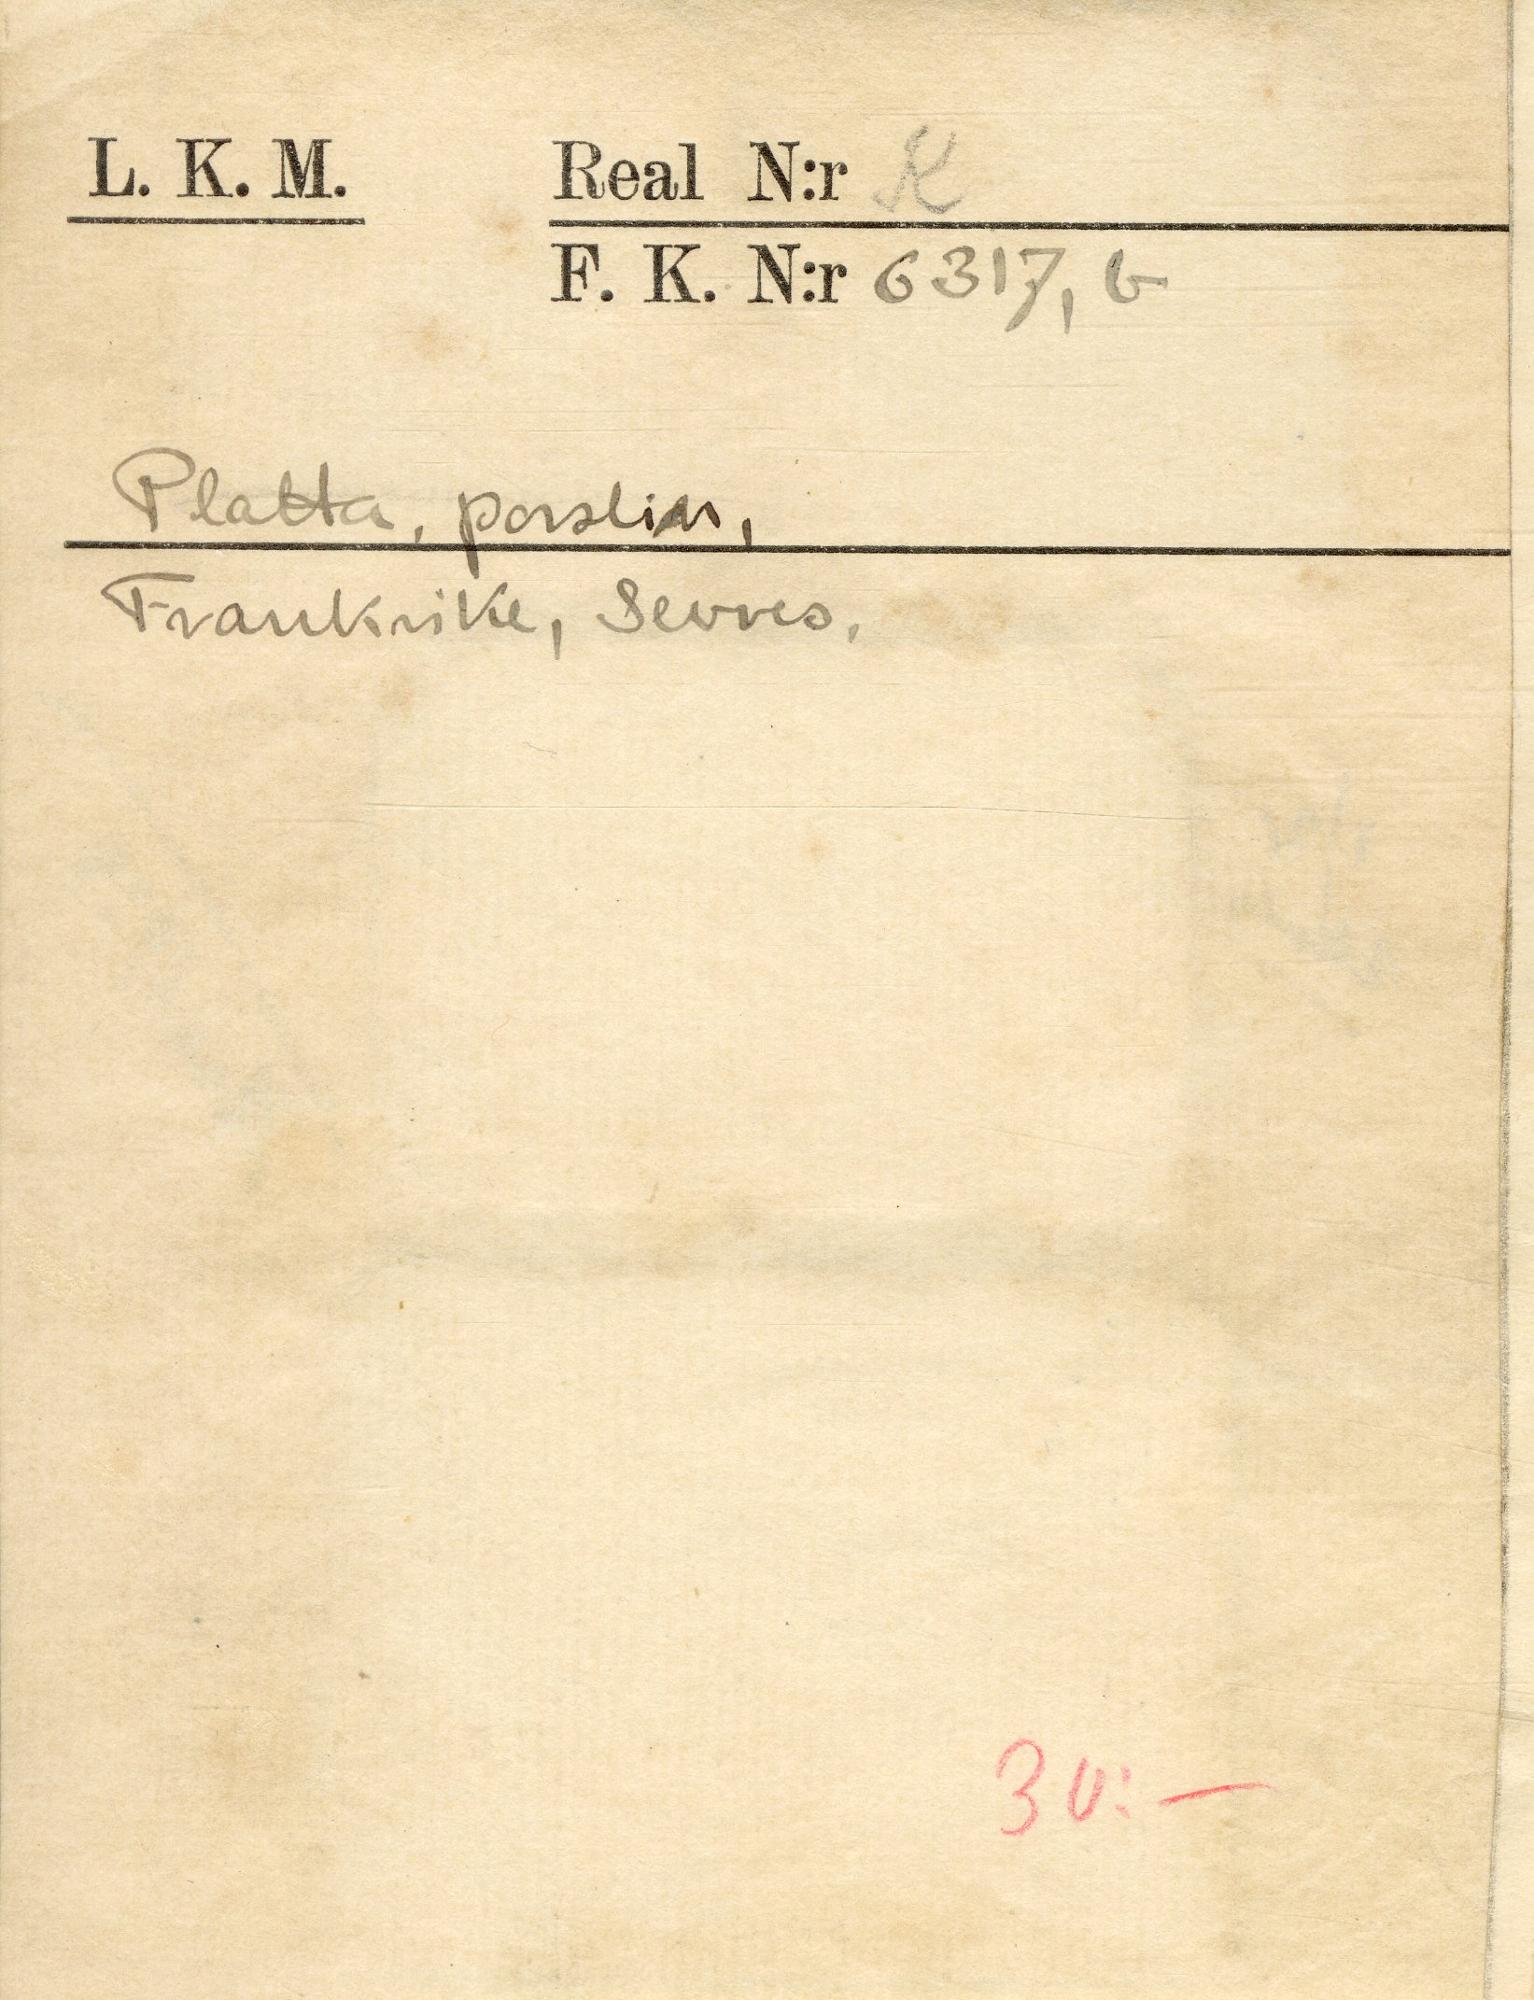 L. K. M.
Real N:r K
F. K. N:r 6317, b
Platta, porslin,
Frankrike, Sevres.
30:—